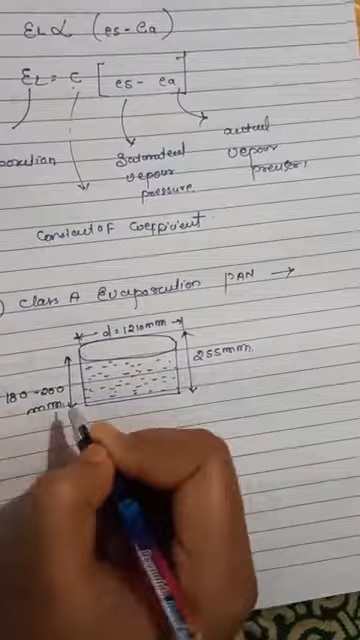 EL ∝ (es - ea)
EL = c [es - ea]
actual
Saturated vapour
vapour pressure,
pressure
Constant of Coefficient
Class A Evaporation PAN →
d = 1210mm
255mm.
180-200
mm